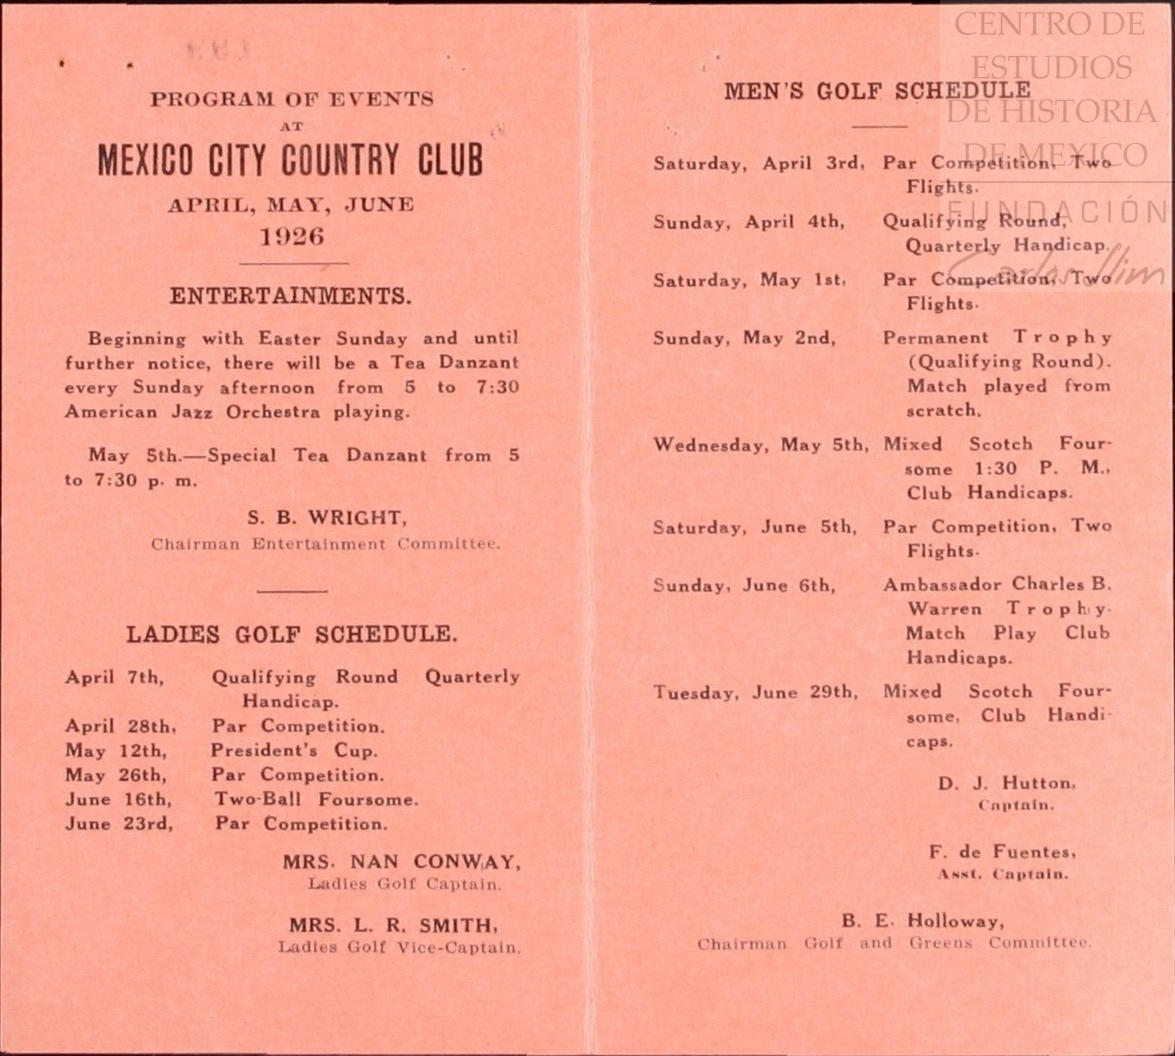 PROGRAM OF EVENTS
AT
MEXICO CITY COUNTRY CLUB
APRIL, MAY, JUNE
1926
ENTERTAINMENTS.
Beginning with Easter Sunday and until
further notice, there will be a Tea Danzant
every Sunday afternoon from 5 to 7:30
American Jazz Orchestra playing.
May 5th.—Special Tea Danzant from 5
to 7:30 p. m.
S. B. WRIGHT,
Chairman Entertainment Committee.
LADIES GOLF SCHEDULE.
April 7th, Qualifying Round Quarterly
Handicap.
April 28th, Par Competition.
May 12th, President's Cup.
May 26th, Par Competition.
June 16th, Two-Ball Foursome.
June 23rd, Par Competition.
MRS. NAN CONWAY,
Ladies Golf Captain.
MRS. L. R. SMITH,
Ladies Golf Vice-Captain.
MEN'S GOLF SCHEDULE
Saturday, April 3rd, Par Competition, Two
Flights.
Sunday, April 4th, Qualifying Round,
Quarterly Handicap.
Saturday, May 1st, Par Competition, Two
Flights.
Sunday, May 2nd, Permanent Trophy
(Qualifying Round).
Match played from
scratch.
Wednesday, May 5th, Mixed Scotch Four-
some 1:30 P. M.,
Club Handicaps.
Saturday, June 5th, Par Competition, Two
Flights.
Sunday, June 6th, Ambassador Charles B.
Warren Trophy.
Match Play Club
Handicaps.
Tuesday, June 29th, Mixed Scotch Four-
some, Club Handi-
caps.
D. J. Hutton,
Captain.
F. de Fuentes,
Asst. Captain.
B. E. Holloway,
Chairman Golf and Greens Committee.
CENTRO DE
ESTUDIOS
DE HISTORIA
DE MEXICO
FUNDACIÓN
Carlos Slim